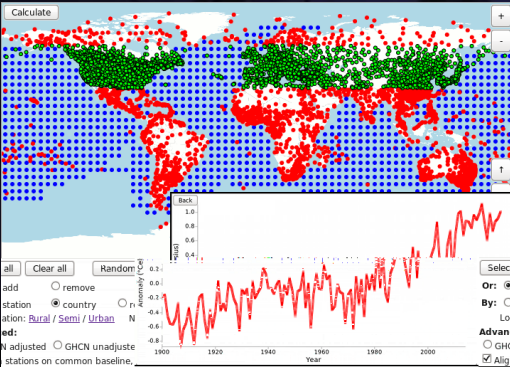 Calculate
+
-
↑
Back
1.0
0.8
0.6
0.4
all Clear all Random Selec
0.2
0.0
-0.2
-0.4
-0.6
-0.8
add remove Or:
station country By:
ation: Rural / Semi / Urban N Lo
ed: Advan
N adjusted GHCN unadjuste GHC
stations on common baseline, Alig
1900 1920 1940 1960 1980 2000
Year